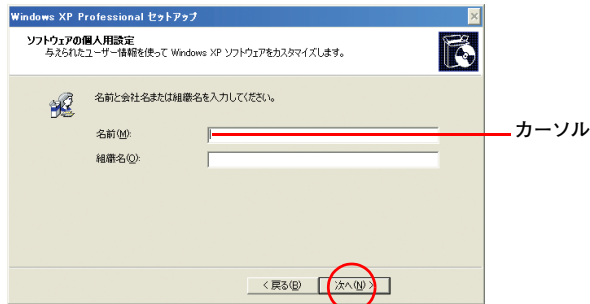 Windows XP Professional セットアップ
ソフトウェアの個人用設定
与えられたユーザー情報を使って Windows XP ソフトウェアをカスタマイズします。
名前と会社名または組織名を入力してください。
名前(M):
カーソル
組織名(O):
< 戻る(B)
次へ(N) >